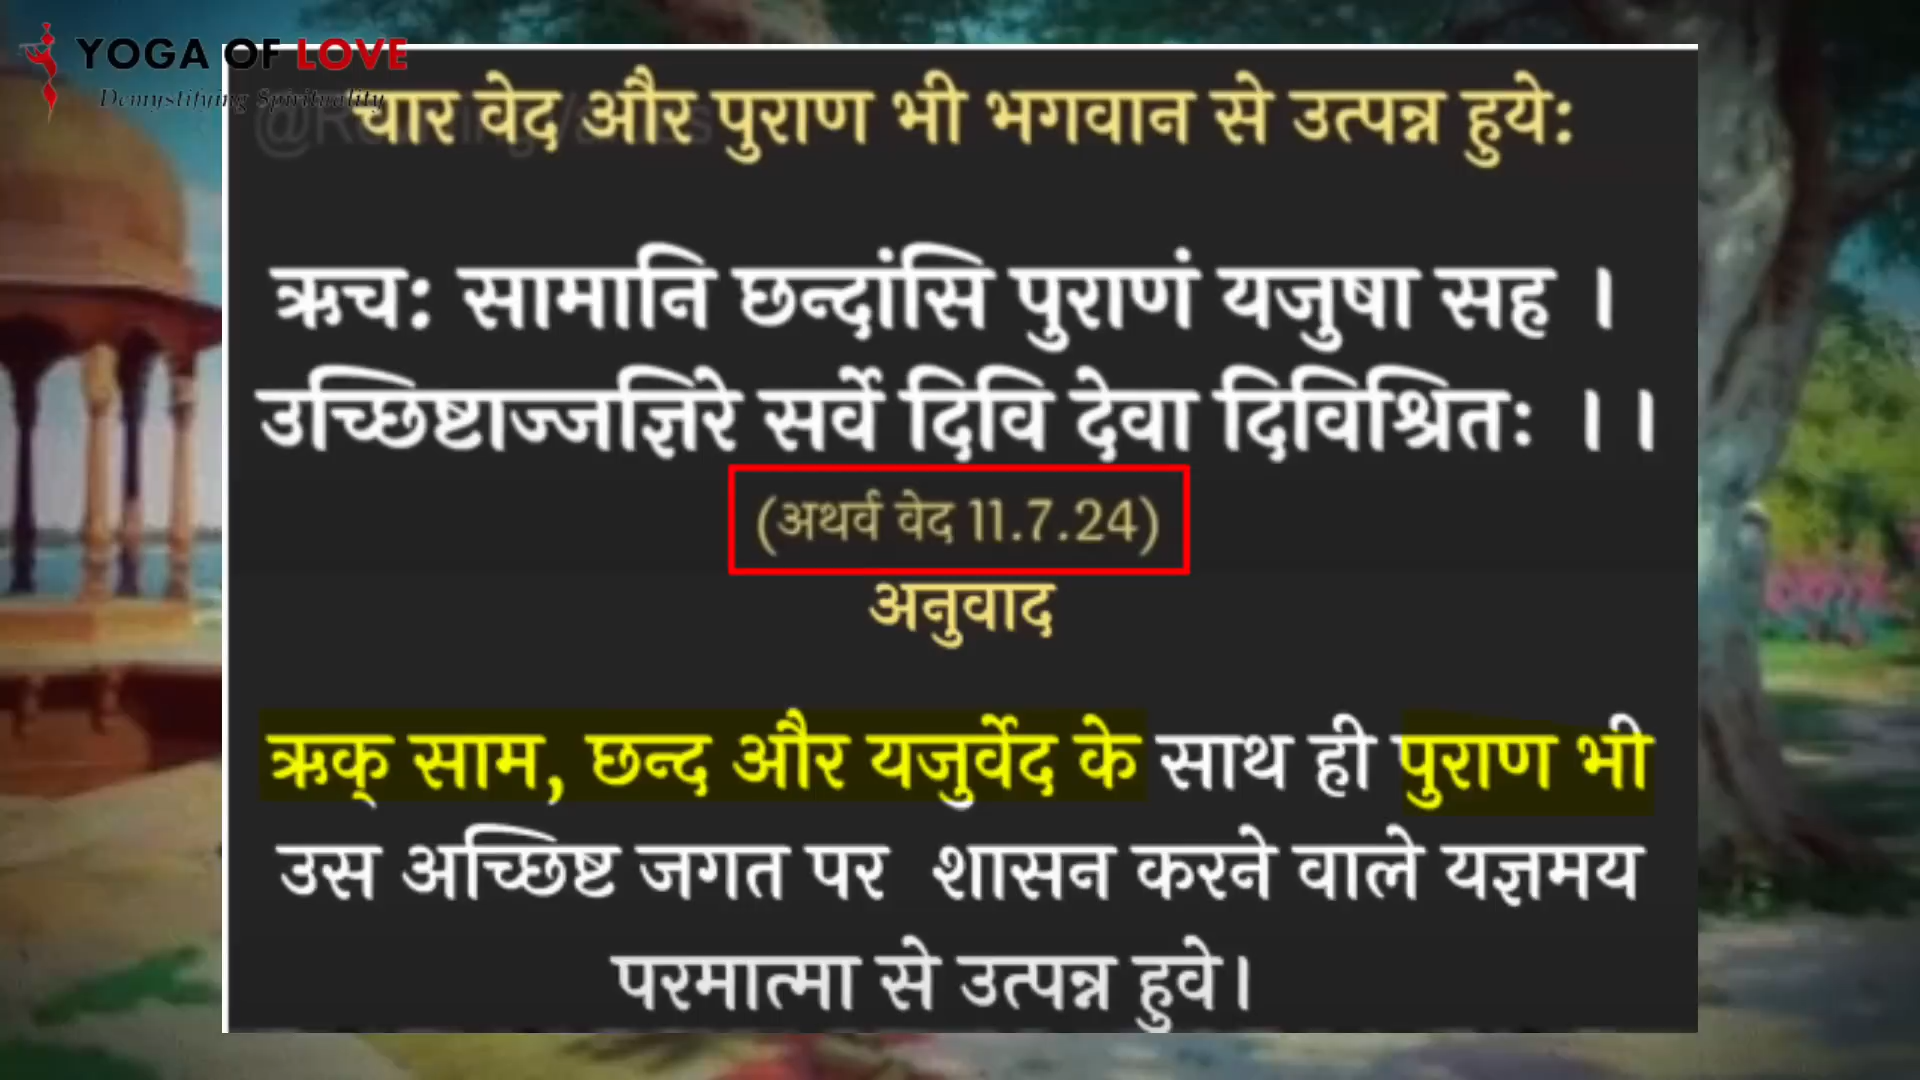 YOGA OF LOVE
Demystifying Spirituality
चार वेद और पुराण भी भगवान से उत्पन्न हुये:
ऋच: सामानि छन्दांसि पुराणं यजुषा सह ।
उच्छिष्टाज्जज्ञिरे सर्वे दिवि देवा दिविश्रितः ।।
(अथर्व वेद 11.7.24)
अनुवाद
ऋक् साम, छन्द और यजुर्वेद के साथ ही पुराण भी
उस अच्छिष्ट जगत पर शासन करने वाले यज्ञमय
परमात्मा से उत्पन्न हुवे।